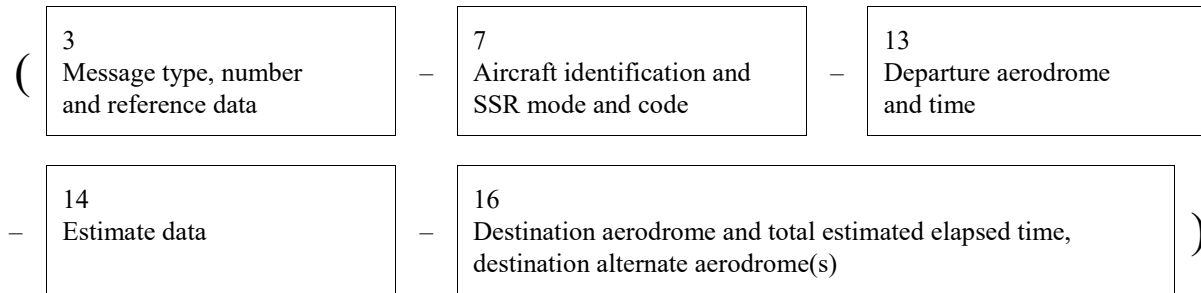 ( 3 – 7 – 13
Message type, number Aircraft identification and Departure aerodrome
and reference data SSR mode and code and time
– 14 – 16 )
Estimate data Destination aerodrome and total estimated elapsed time,
destination alternate aerodrome(s)